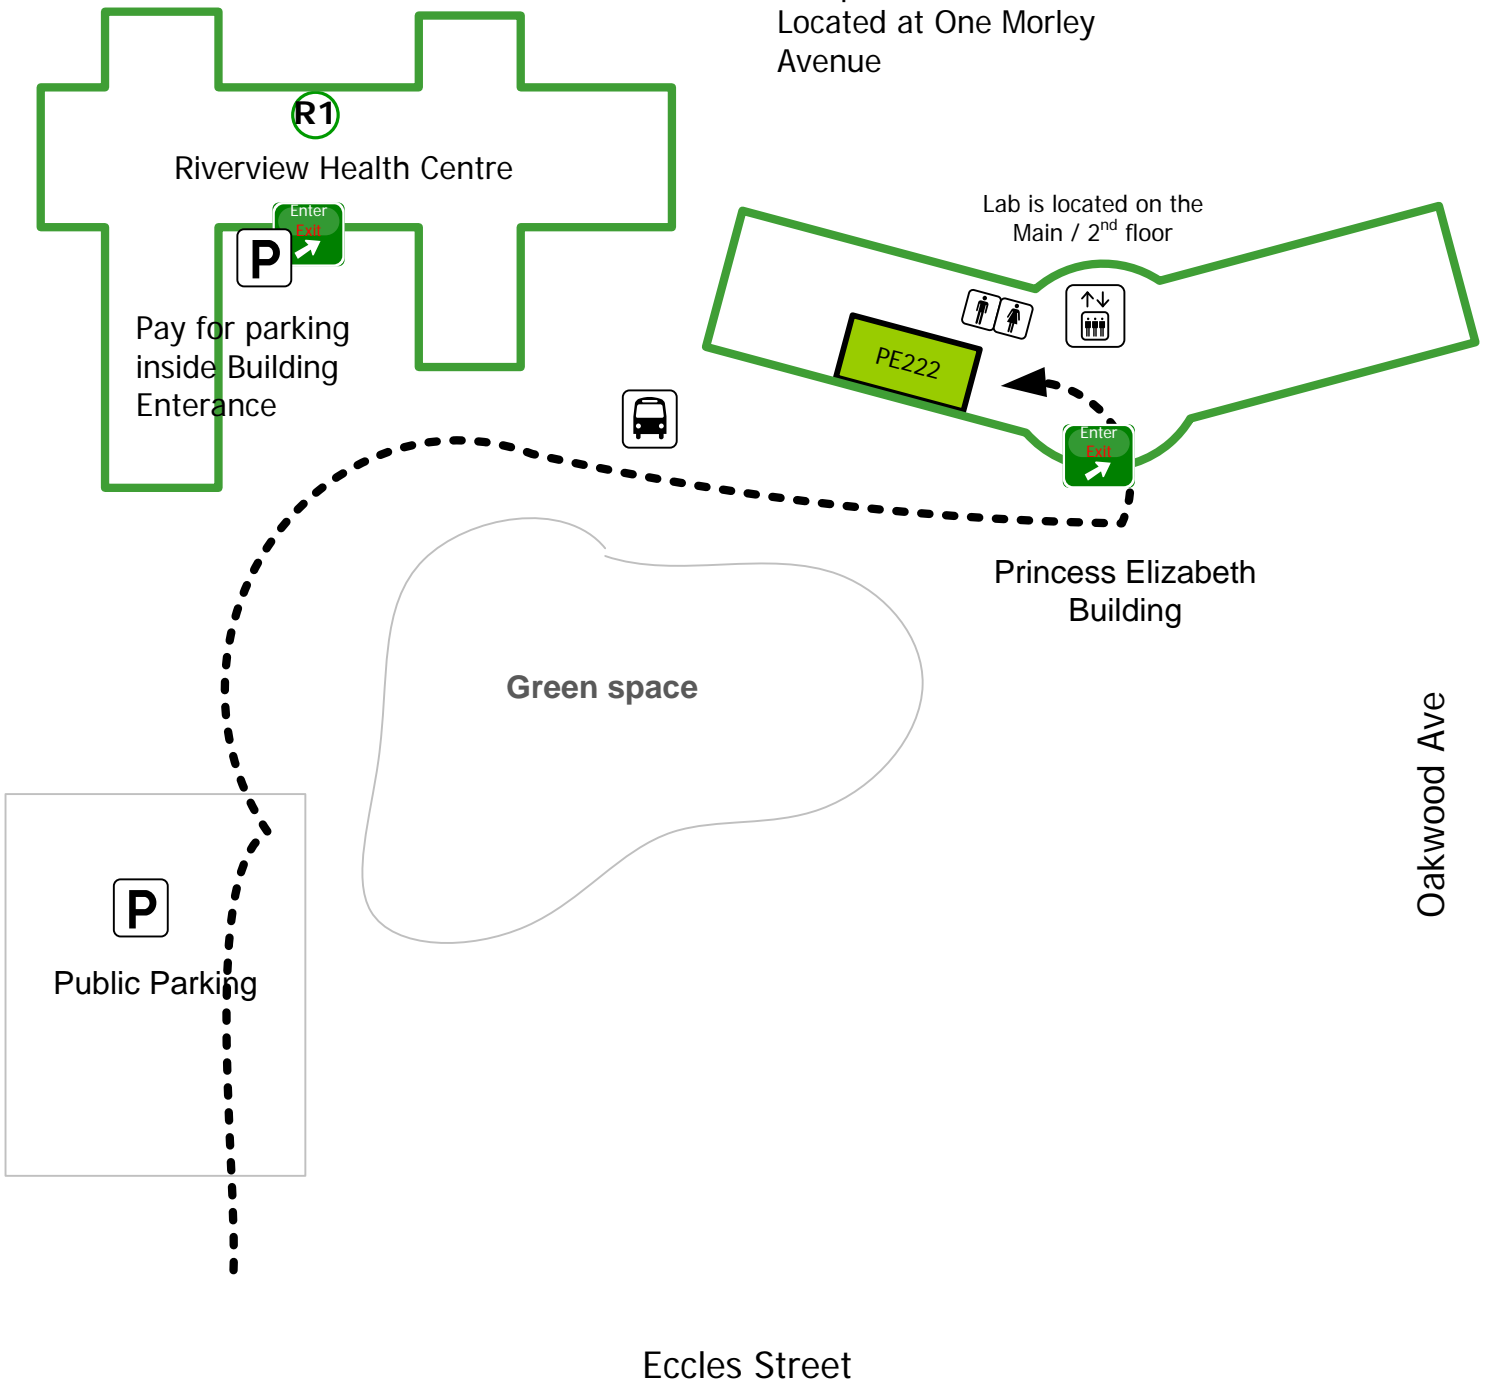 Located at One Morley
Avenue
R1
Riverview Health Centre
Enter
Exit
P
Pay for parking
inside Building
Enterance
Lab is located on the
Main / 2nd floor
PE222
Enter
Exit
Princess Elizabeth
Building
Green space
Oakwood Ave
P
Public Parking
Eccles Street